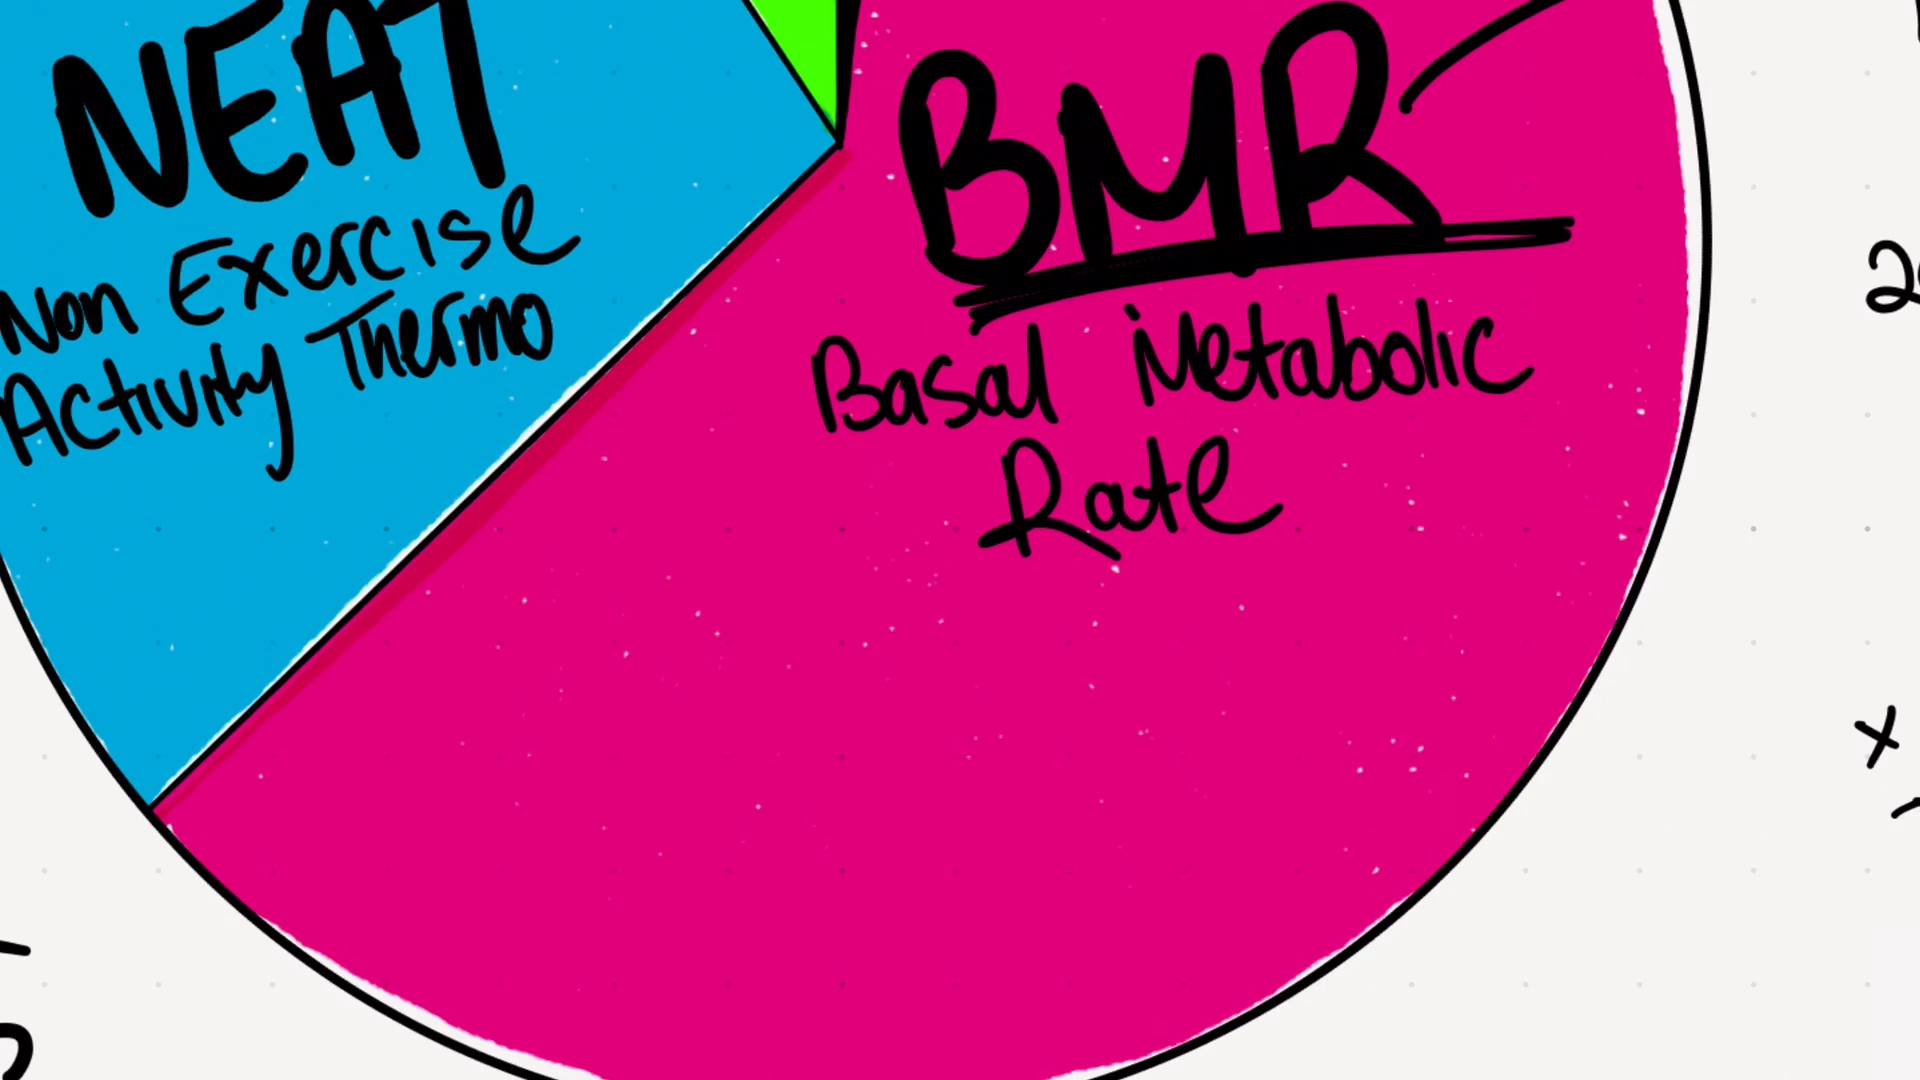 NEAT
Non Exercise
Activity Thermo
BMR
Basal Metabolic
Rate